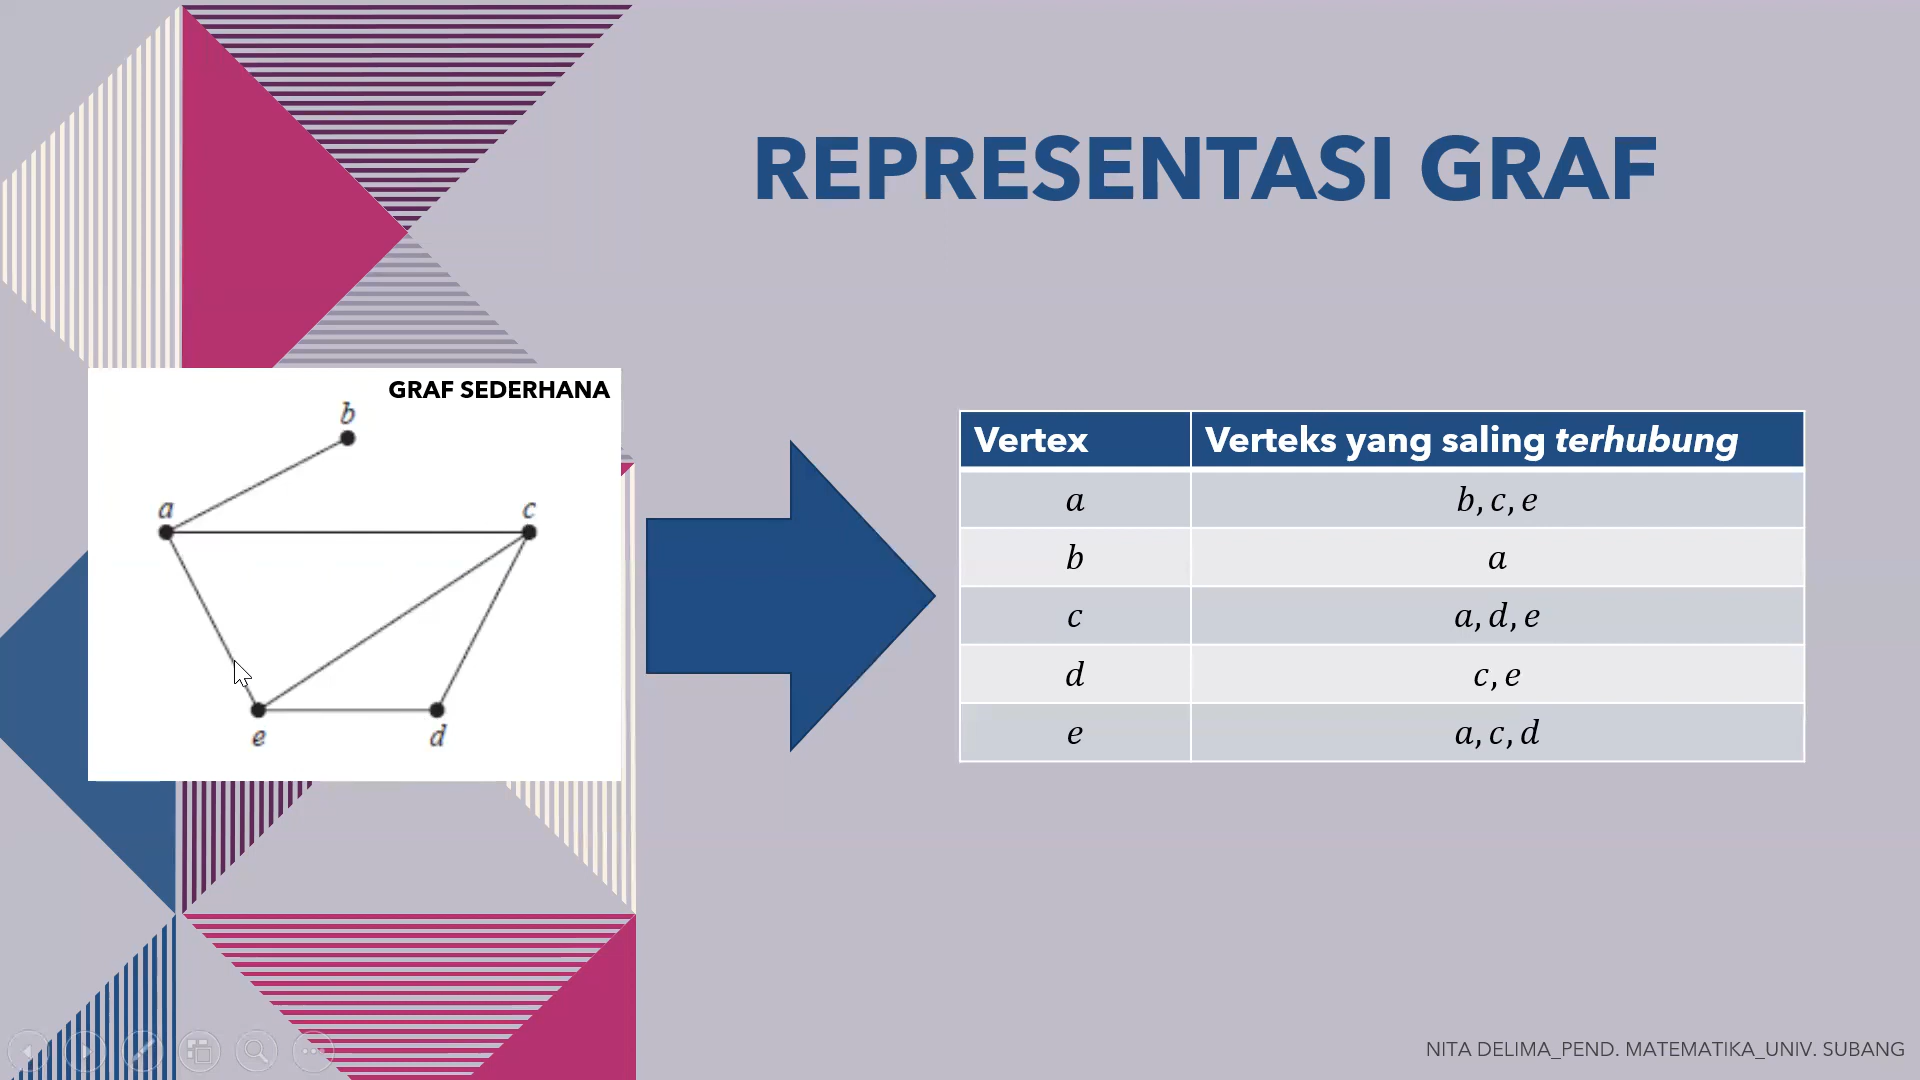 REPRESENTASI GRAF
GRAF SEDERHANA
b
a
c
e
d
Vertex Verteks yang saling terhubung
a b, c, e
b a
c a, d, e
d c, e
e a, c, d
NITA DELIMA_PEND. MATEMATIKA_UNIV. SUBANG